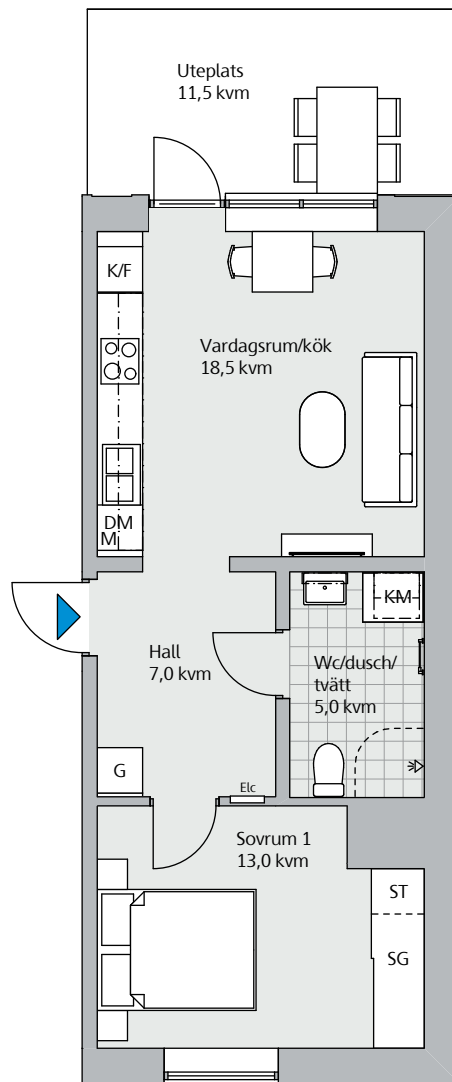 Uteplats
11,5 kvm
K/F
Vardagsrum/kök
18,5 kvm
DM
M
KM
Hall
7,0 kvm
Wc/dusch/
tvätt
5,0 kvm
G
Elc
Sovrum 1
13,0 kvm
ST
SG